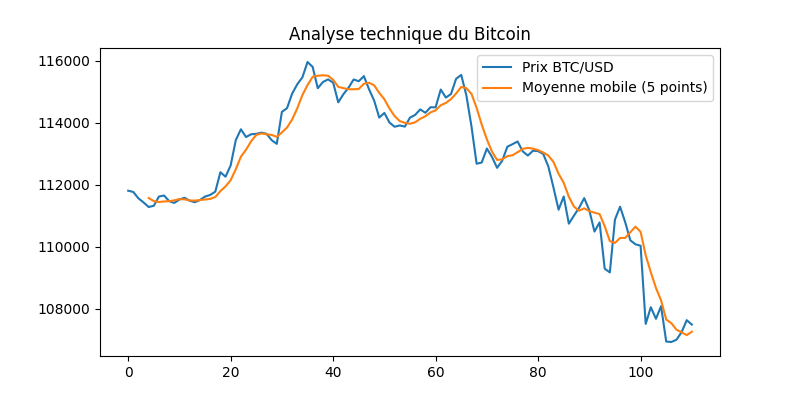 Analyse technique du Bitcoin
Prix BTC/USD
Moyenne mobile (5 points)
116000
114000
112000
110000
108000
0 20 40 60 80 100